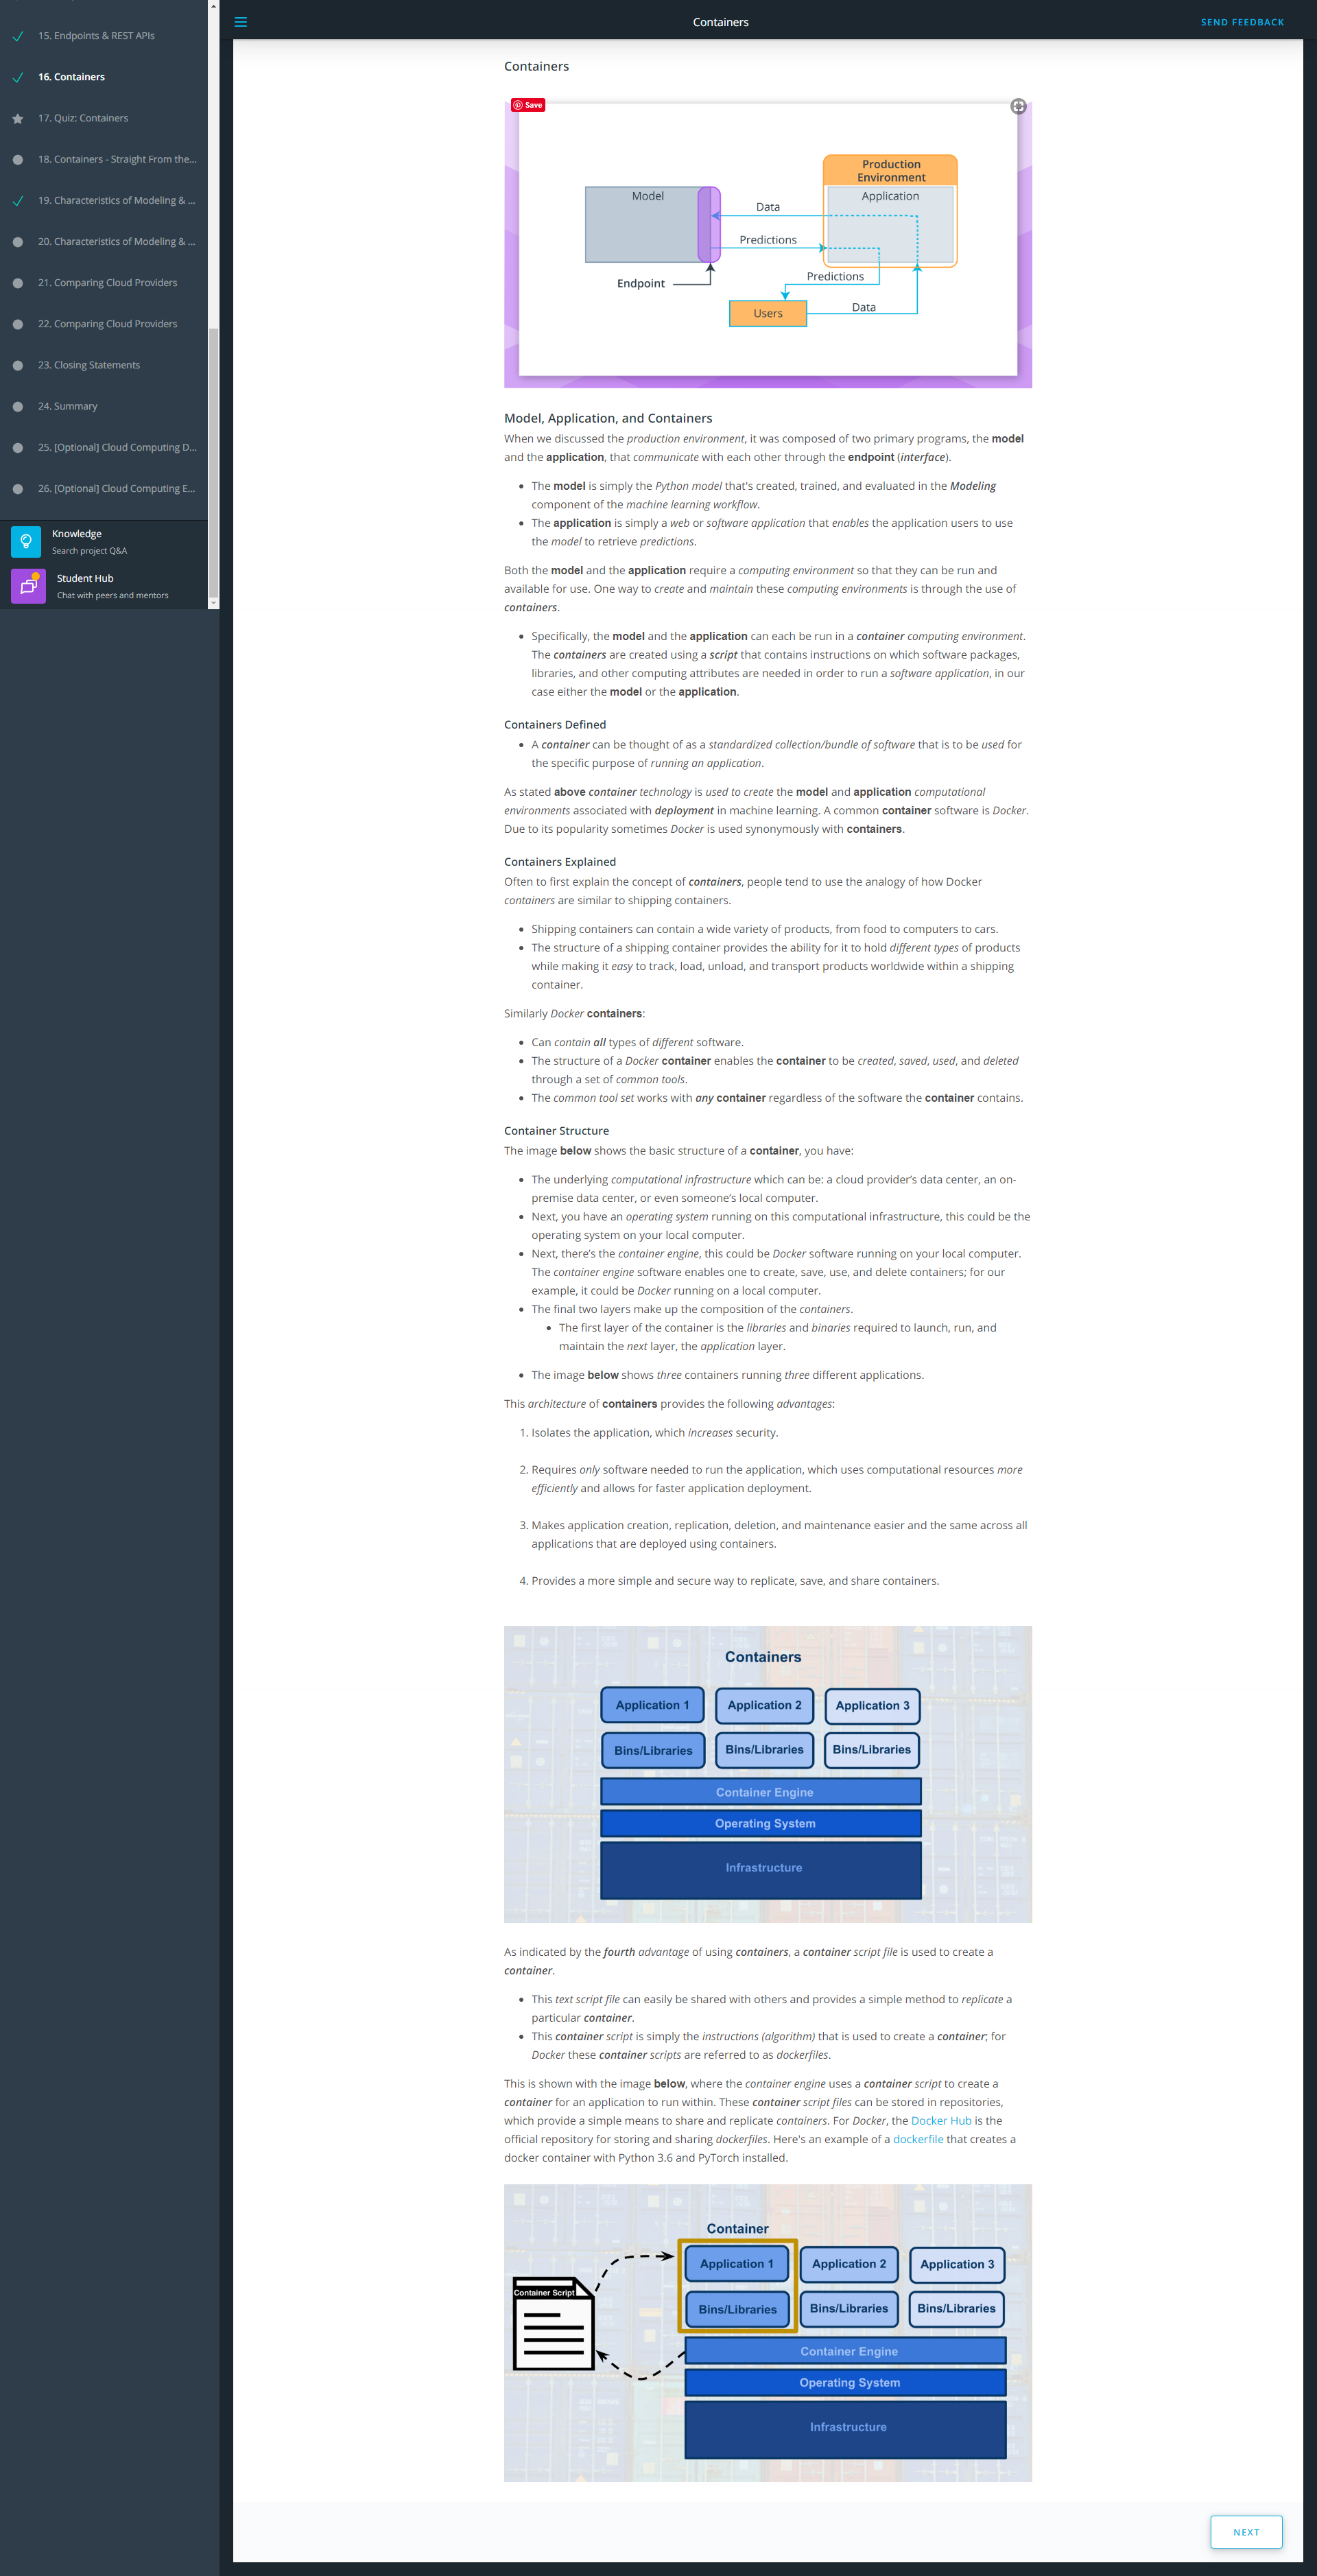 15. Endpoints & REST APIs
16. Containers
17. Quiz: Containers
18. Containers - Straight From the...
19. Characteristics of Modeling & ...
20. Characteristics of Modeling & ...
21. Comparing Cloud Providers
22. Comparing Cloud Providers
23. Closing Statements
24. Summary
25. [Optional] Cloud Computing D...
26. [Optional] Cloud Computing E...
Knowledge
Search project Q&A
Student Hub
Chat with peers and mentors
Containers
SEND FEEDBACK
Containers
Save
Production
Environment
Model
Application
Data
Predictions
Predictions
Endpoint
Data
Users
Model, Application, and Containers
When we discussed the production environment, it was composed of two primary programs, the model
and the application, that communicate with each other through the endpoint (interface).
• The model is simply the Python model that's created, trained, and evaluated in the Modeling
component of the machine learning workflow.
• The application is simply a web or software application that enables the application users to use
the model to retrieve predictions.
Both the model and the application require a computing environment so that they can be run and
available for use. One way to create and maintain these computing environments is through the use of
containers.
• Specifically, the model and the application can each be run in a container computing environment.
The containers are created using a script that contains instructions on which software packages,
libraries, and other computing attributes are needed in order to run a software application, in our
case either the model or the application.
Containers Defined
• A container can be thought of as a standardized collection/bundle of software that is to be used for
the specific purpose of running an application.
As stated above container technology is used to create the model and application computational
environments associated with deployment in machine learning. A common container software is Docker.
Due to its popularity sometimes Docker is used synonymously with containers.
Containers Explained
Often to first explain the concept of containers, people tend to use the analogy of how Docker
containers are similar to shipping containers.
• Shipping containers can contain a wide variety of products, from food to computers to cars.
• The structure of a shipping container provides the ability for it to hold different types of products
while making it easy to track, load, unload, and transport products worldwide within a shipping
container.
Similarly Docker containers:
• Can contain all types of different software.
• The structure of a Docker container enables the container to be created, saved, used, and deleted
through a set of common tools.
• The common tool set works with any container regardless of the software the container contains.
Container Structure
The image below shows the basic structure of a container, you have:
• The underlying computational infrastructure which can be: a cloud provider’s data center, an on-
premise data center, or even someone’s local computer.
• Next, you have an operating system running on this computational infrastructure, this could be the
operating system on your local computer.
• Next, there’s the container engine, this could be Docker software running on your local computer.
The container engine software enables one to create, save, use, and delete containers; for our
example, it could be Docker running on a local computer.
• The final two layers make up the composition of the containers.
• The first layer of the container is the libraries and binaries required to launch, run, and
maintain the next layer, the application layer.
• The image below shows three containers running three different applications.
This architecture of containers provides the following advantages:
1. Isolates the application, which increases security.
2. Requires only software needed to run the application, which uses computational resources more
efficiently and allows for faster application deployment.
3. Makes application creation, replication, deletion, and maintenance easier and the same across all
applications that are deployed using containers.
4. Provides a more simple and secure way to replicate, save, and share containers.
Containers
Application 1 Application 2 Application 3
Bins/Libraries Bins/Libraries Bins/Libraries
Container Engine
Operating System
Infrastructure
As indicated by the fourth advantage of using containers, a container script file is used to create a
container.
• This text script file can easily be shared with others and provides a simple method to replicate a
particular container.
• This container script is simply the instructions (algorithm) that is used to create a container; for
Docker these container scripts are referred to as dockerfiles.
This is shown with the image below, where the container engine uses a container script to create a
container for an application to run within. These container script files can be stored in repositories,
which provide a simple means to share and replicate containers. For Docker, the Docker Hub is the
official repository for storing and sharing dockerfiles. Here's an example of a dockerfile that creates a
docker container with Python 3.6 and PyTorch installed.
Container
Application 1 Application 2 Application 3
Container Script
Bins/Libraries Bins/Libraries Bins/Libraries
Container Engine
Operating System
Infrastructure
NEXT